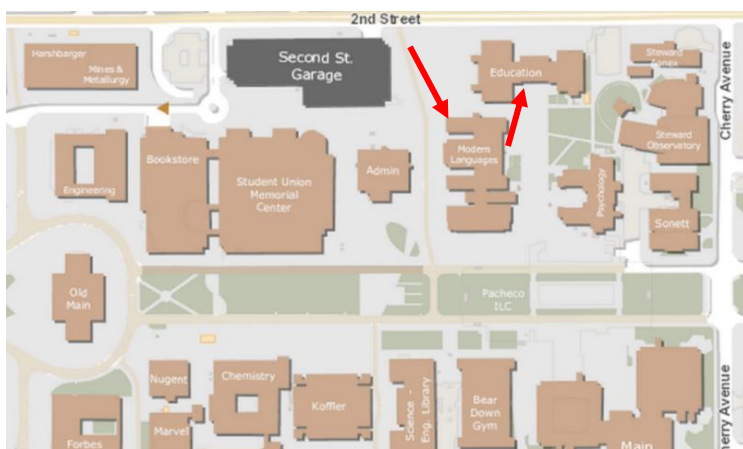 2nd Street
Harshbarger
Mines &
Metallurgy
Second St.
Garage
Education
Steward
Annex
Cherry Avenue
Bookstore
Engineering
Student Union
Memorial
Center
Admin
Modern
Languages
Psychology
Steward
Observatory
Sonett
Old
Main
Pacheco
ILC
Nugent
Chemistry
Koffler
Science -
Eng. Library
Bear
Down
Gym
Marvel
Forbes
Main
Cherry Avenue